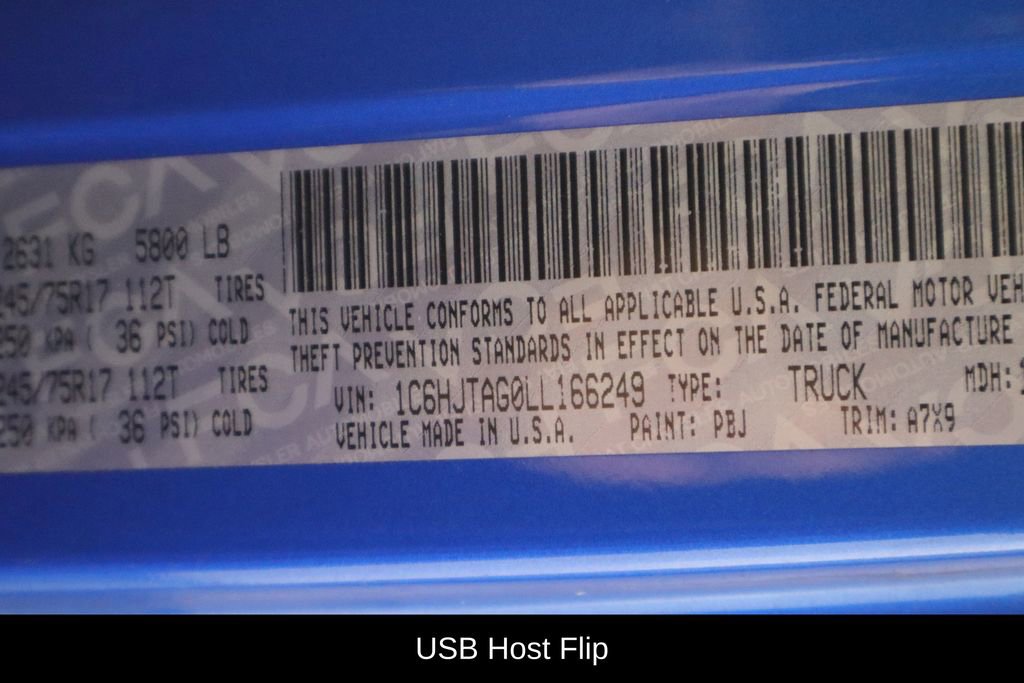 2631 KG 5800 LB
245/75R17 112T TIRES
250 KPA ( 36 PSI) COLD
245/75R17 112T TIRES
250 KPA ( 36 PSI) COLD
THIS VEHICLE CONFORMS TO ALL APPLICABLE U.S.A. FEDERAL MOTOR VEH
THEFT PREVENTION STANDARDS IN EFFECT ON THE DATE OF MANUFACTURE
VIN: 1C6HJTAG0LL166249 TYPE: TRUCK MDH:
VEHICLE MADE IN U.S.A. PAINT: PBJ TRIM: A7X9
USB Host Flip